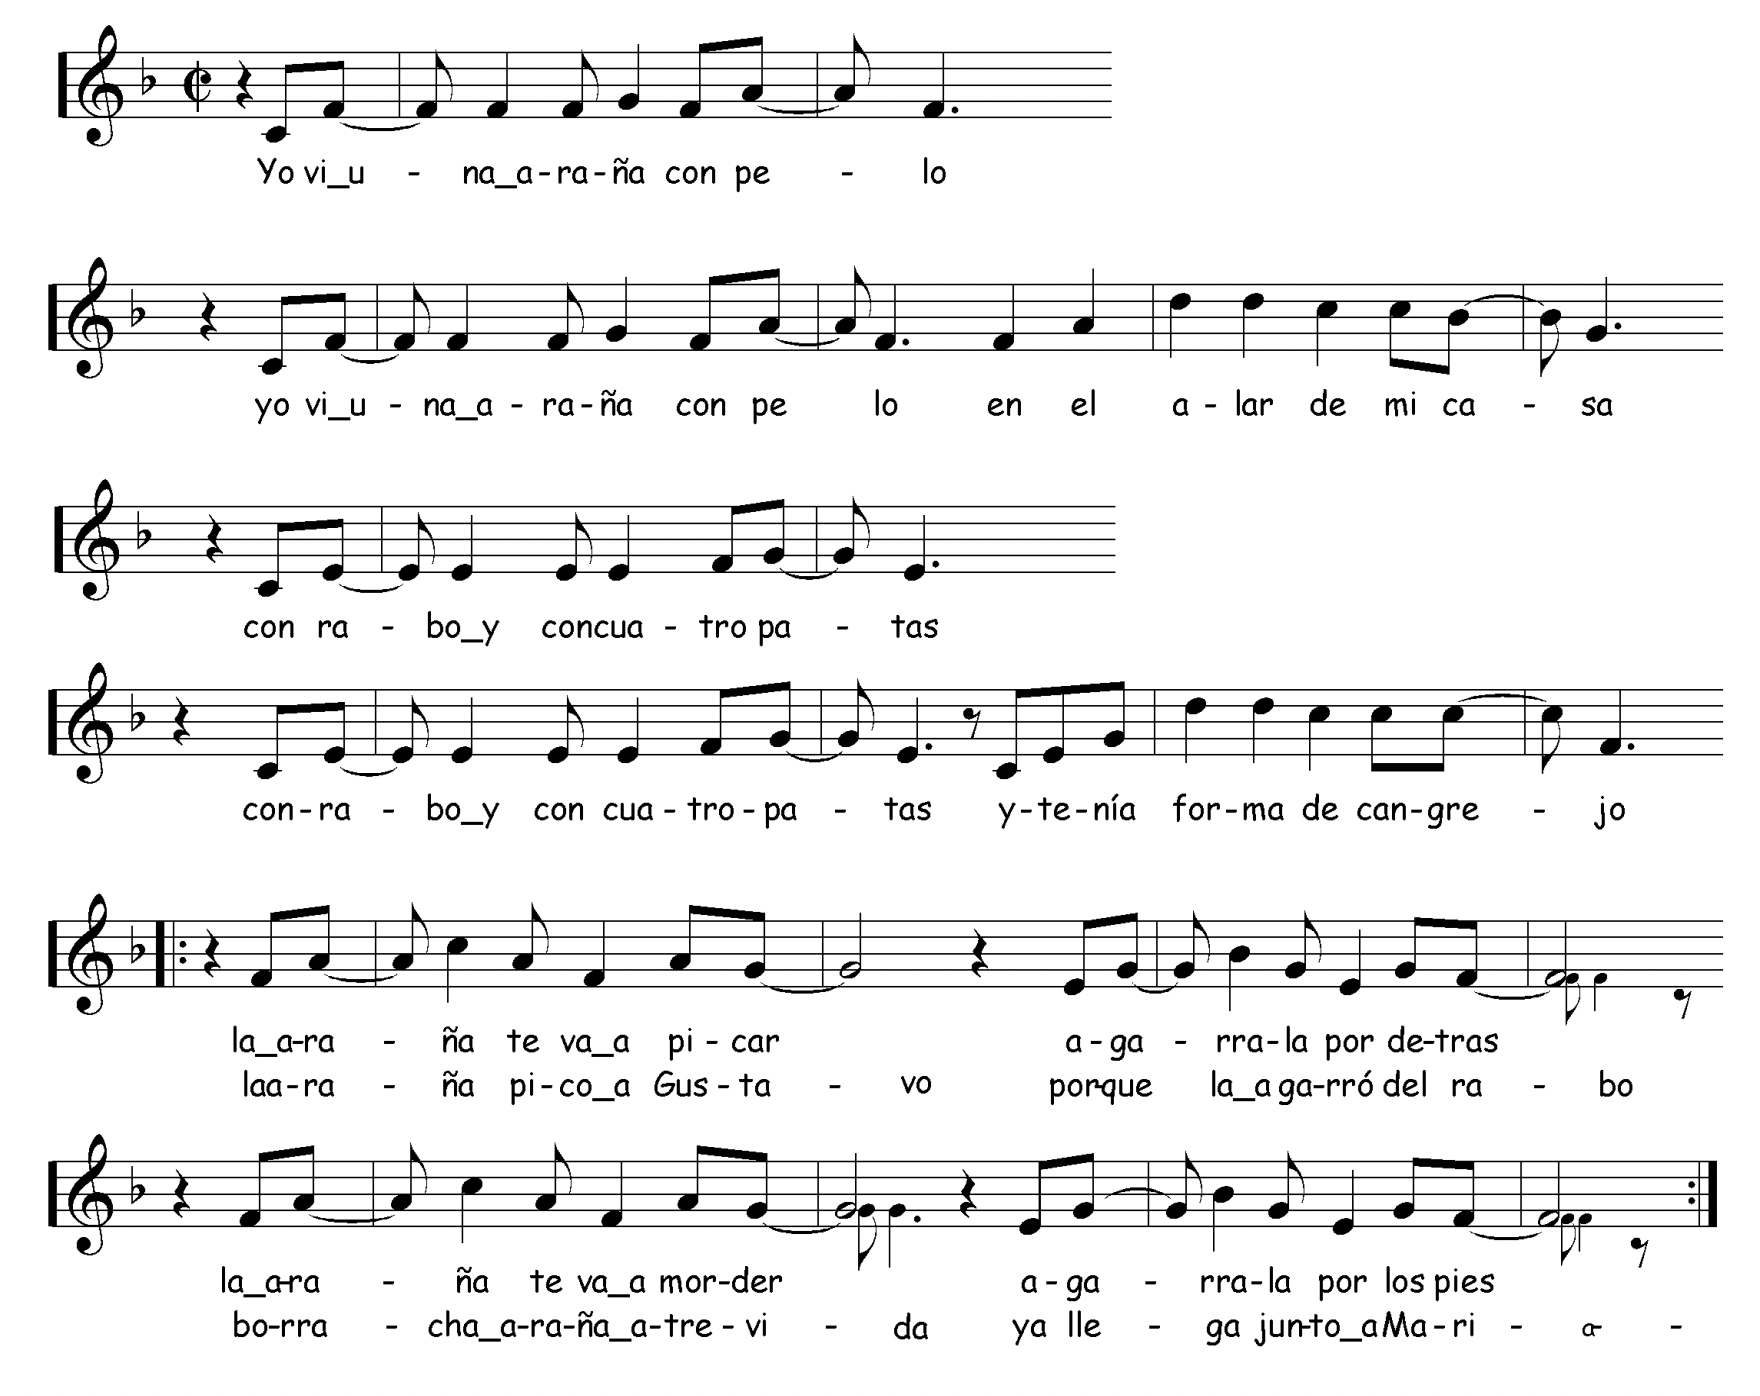 Yo vi_u - na_a-ra-ña con pe - lo
yo vi_u - na_a - ra-ña con pe lo en el a-lar de mi ca - sa
con ra - bo_y concua - tro pa - tas
con-ra - bo_y con cua-tro-pa - tas y-te-nía for-ma de can-gre - jo
la_a-ra - ña te va_a pi-car a-ga - rra-la por de-tras
laa-ra - ña pi-co_a Gus-ta - vo por-que la_a ga-rró del ra - bo
la_a-ra - ña te va_a mor-der a-ga - rra-la por los pies
bo-rra - cha_a-ra-ña_a-tre-vi - da ya lle - ga jun-to_a Ma-ri - a- -